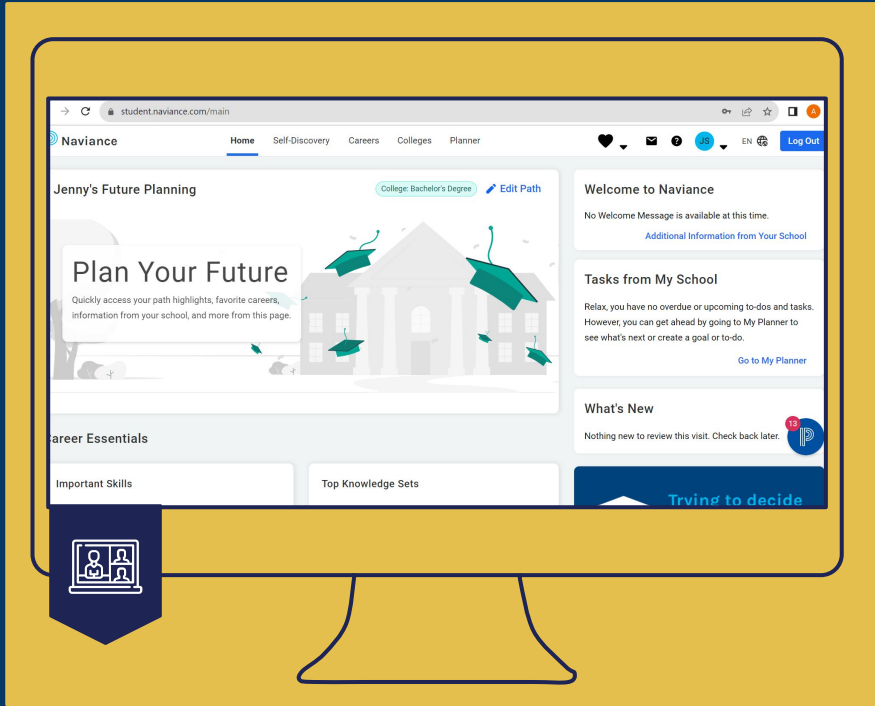 student.naviance.com/main
A
Naviance
Home Self-Discovery Careers Colleges Planner
JS
EN
Log Out
Jenny's Future Planning
College: Bachelor's Degree
Edit Path
Plan Your Future
Quickly access your path highlights, favorite careers,
information from your school, and more from this page.
Welcome to Naviance
No Welcome Message is available at this time.
Additional Information from Your School
Tasks from My School
Relax, you have no overdue or upcoming to-dos and tasks.
However, you can get ahead by going to My Planner to
see what's next or create a goal or to-do.
Go to My Planner
What's New
Nothing new to review this visit. Check back later.
13
Career Essentials
Important Skills
Top Knowledge Sets
Trying to decide